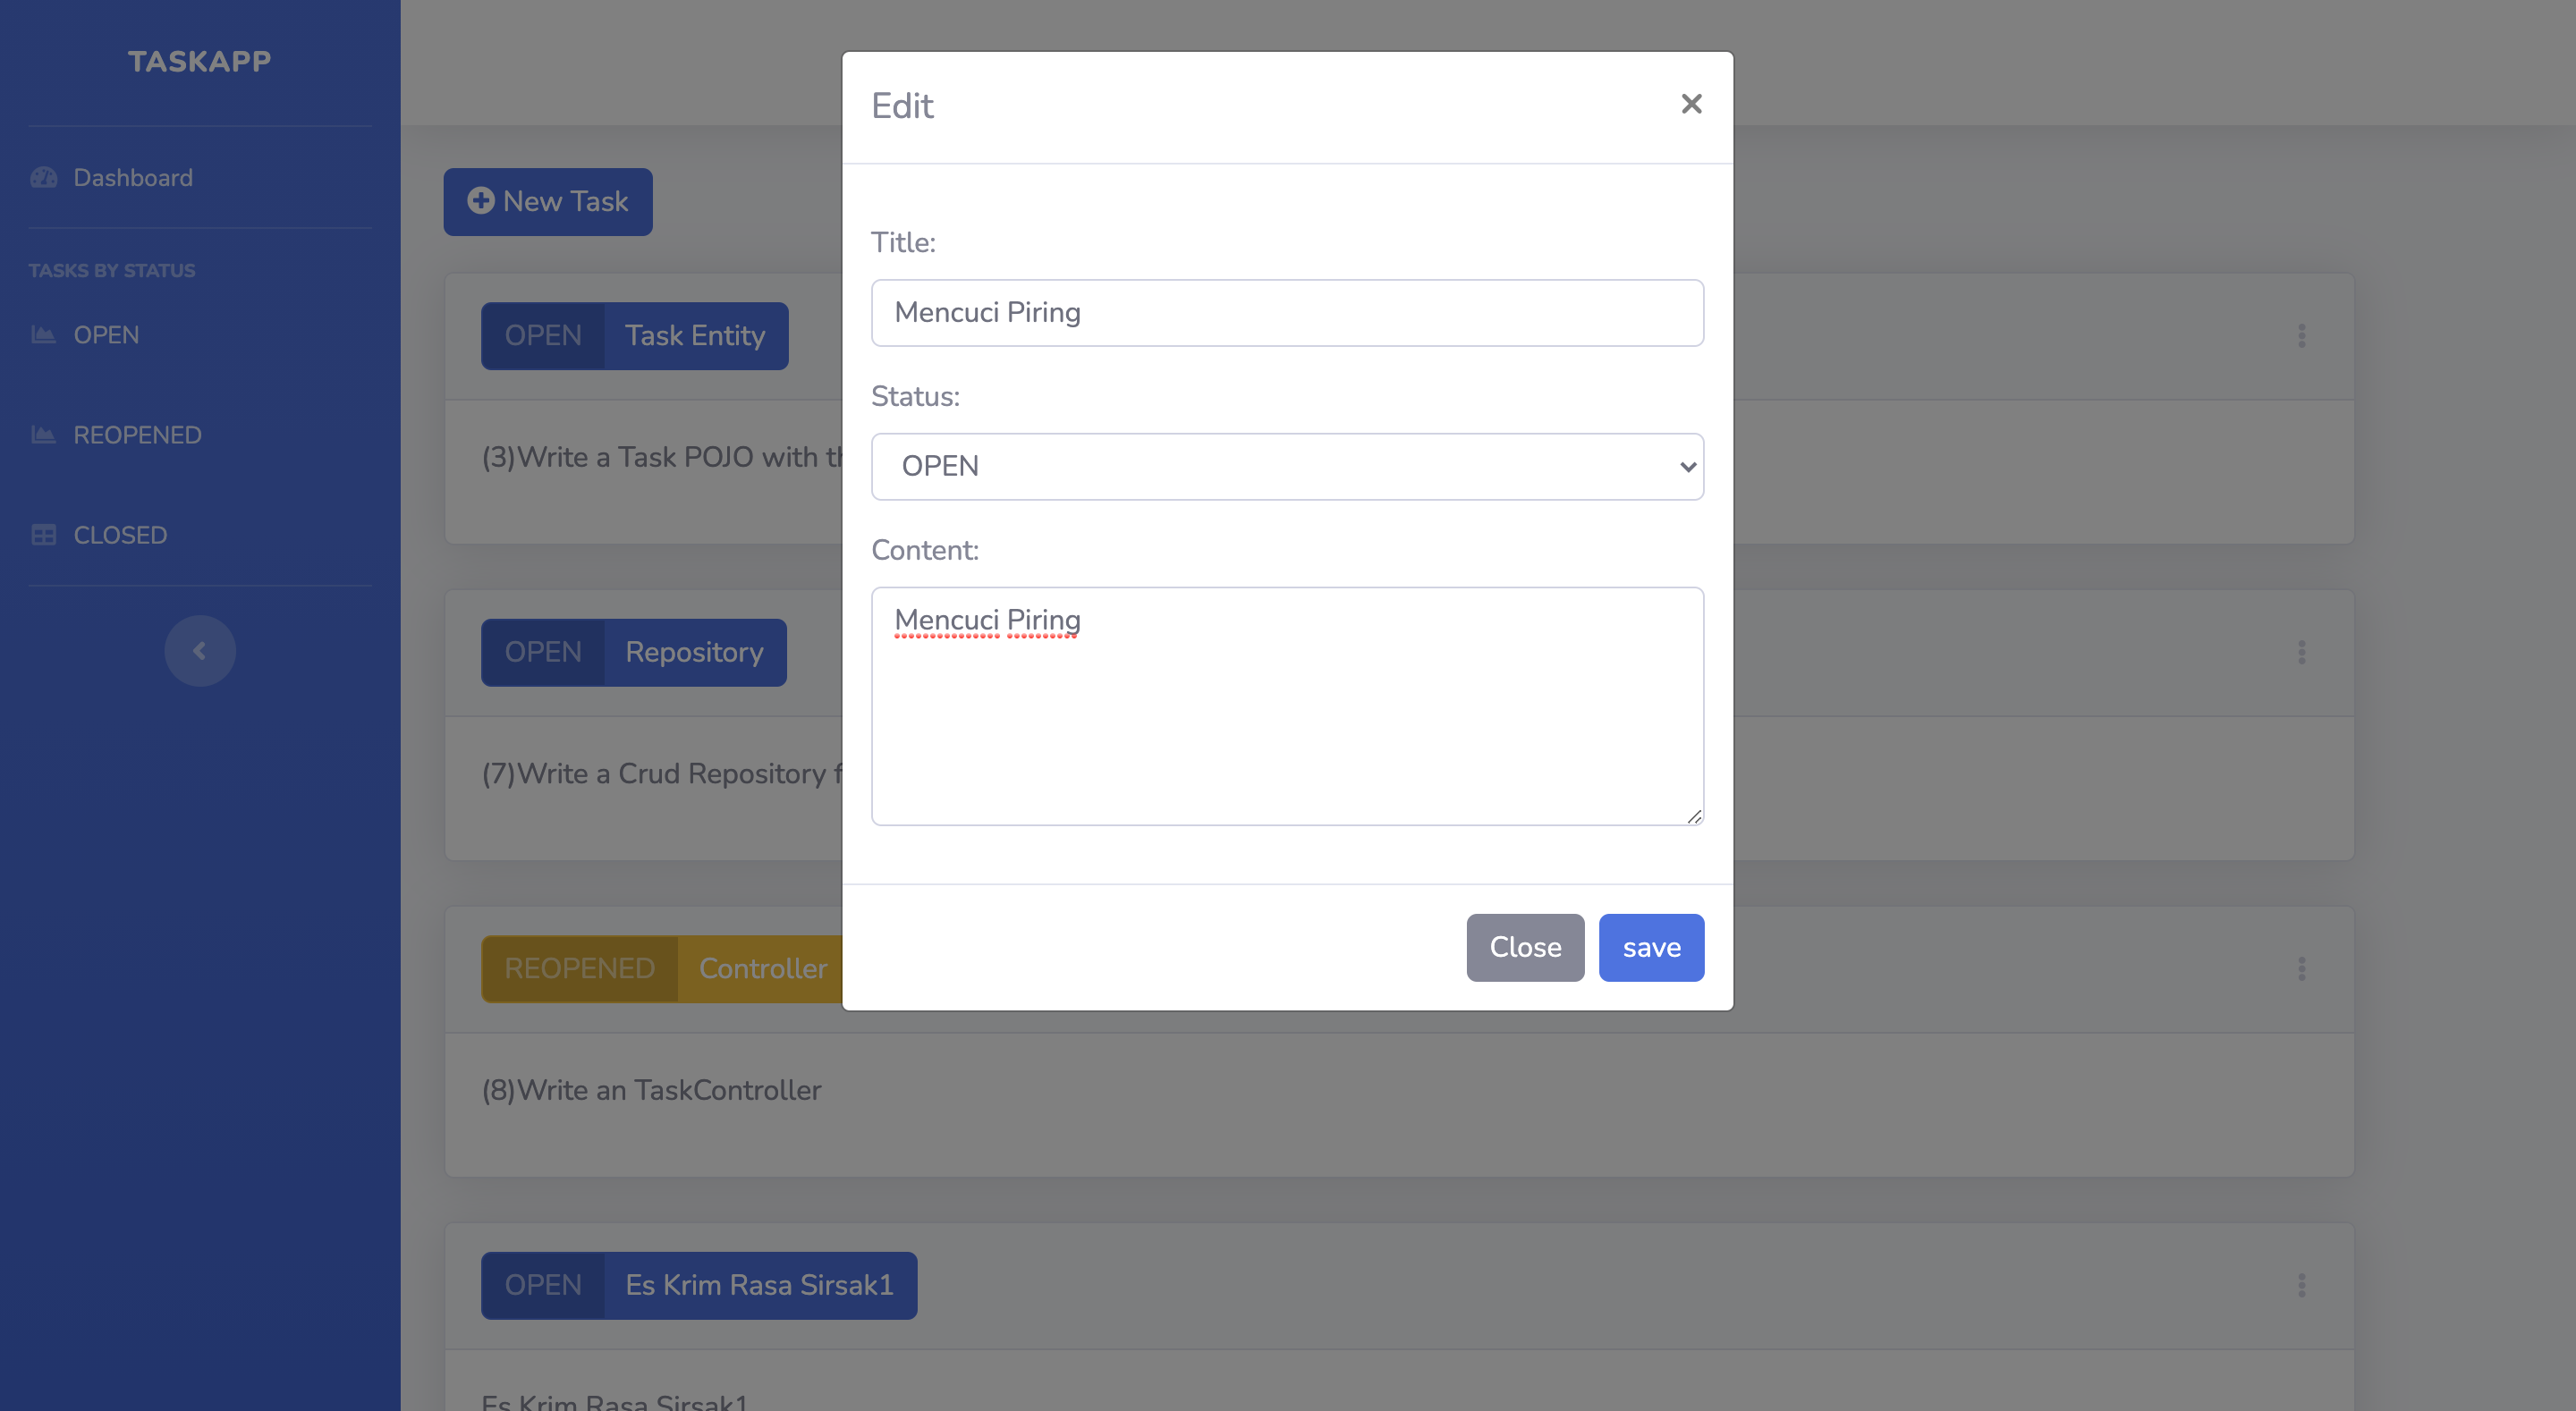 TASKAPP
Dashboard
TASKS BY STATUS
OPEN
REOPENED
CLOSED
New Task
OPEN Task Entity
(3)Write a Task POJO with
OPEN Repository
(7)Write a Crud Repository
REOPENED Controller
(8)Write an TaskController
OPEN Es Krim Rasa Sirsak1
Es Krim Rasa Sirsak1
Edit
Title:
Mencuci Piring
Status:
OPEN
Content:
Mencuci Piring
Close save